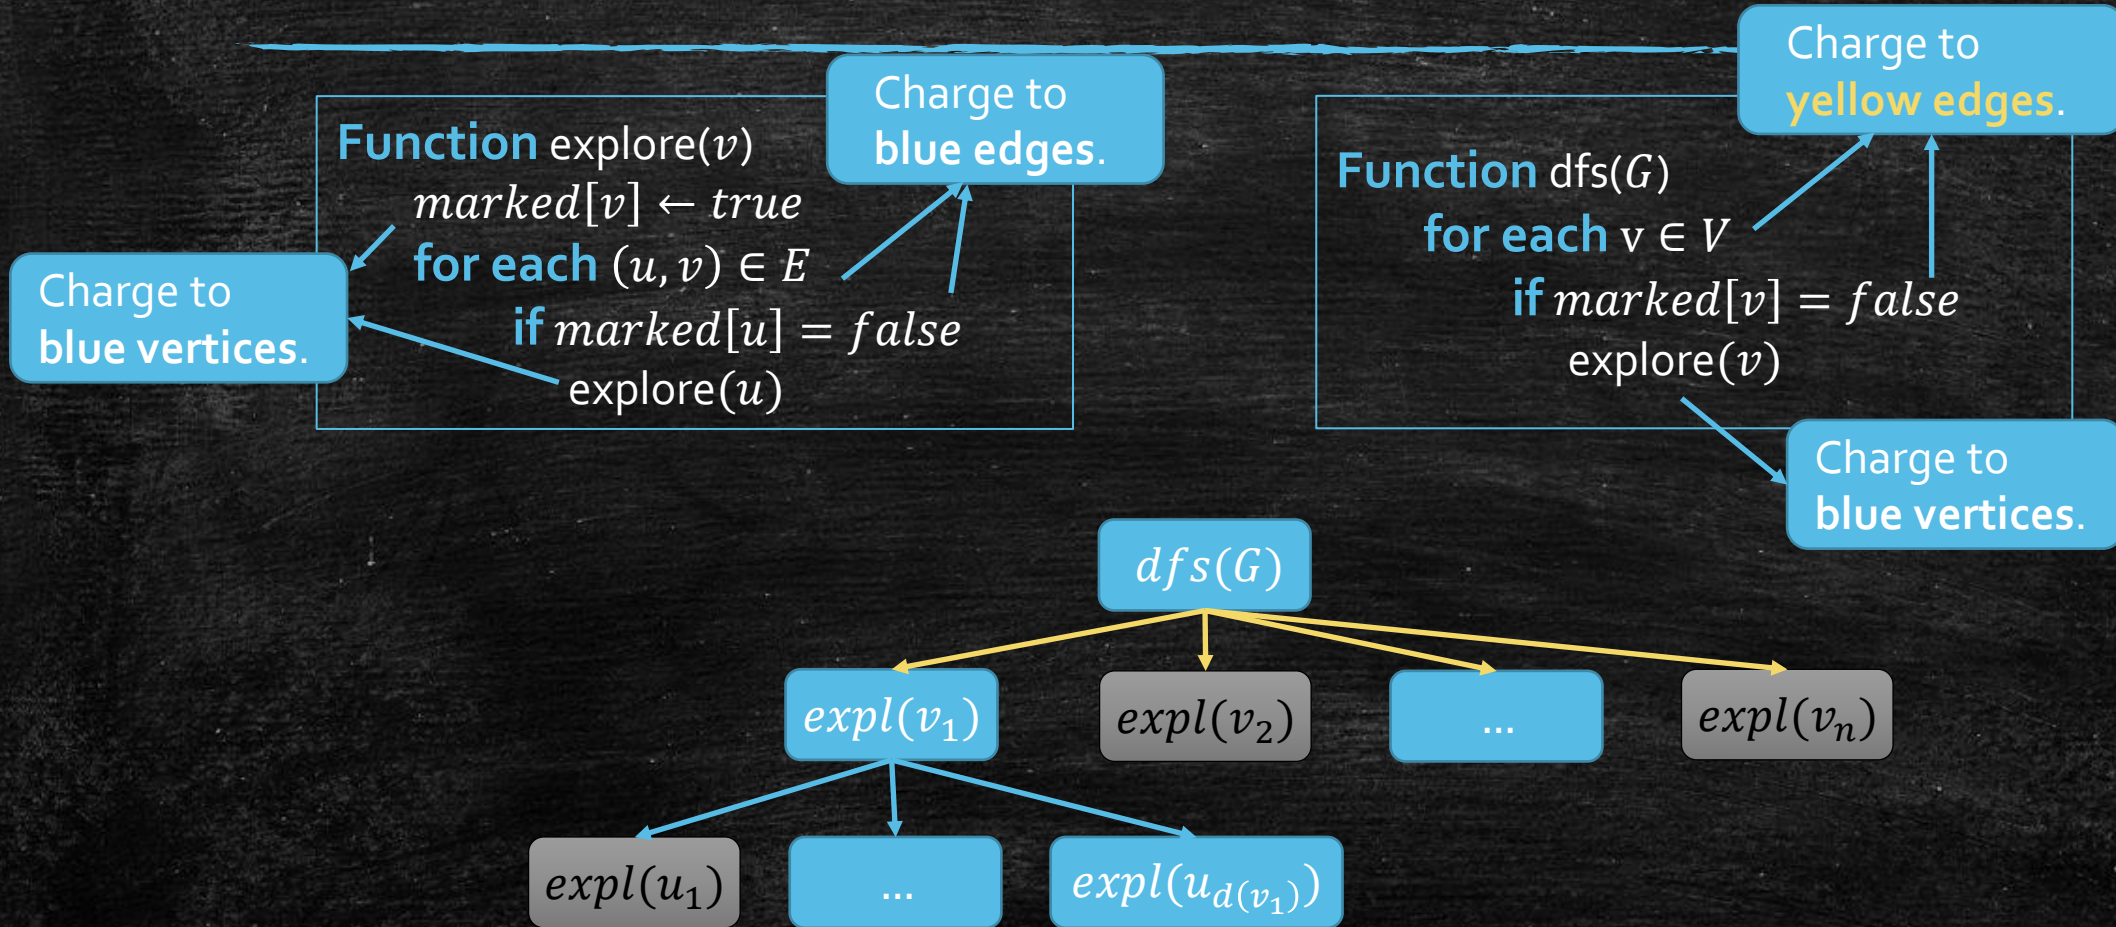 Charge to
blue edges.
Function explore(𝑣)
𝑚𝑎𝑟𝑘𝑒𝑑[𝑣] ← 𝑡𝑟𝑢𝑒
for each (𝑢, 𝑣) ∈ 𝐸
if 𝑚𝑎𝑟𝑘𝑒𝑑[𝑢] = 𝑓𝑎𝑙𝑠𝑒
explore(𝑢)
Charge to
blue vertices.
Charge to
yellow edges.
Function dfs(𝐺)
for each v ∈ 𝑉
if 𝑚𝑎𝑟𝑘𝑒𝑑[𝑣] = 𝑓𝑎𝑙𝑠𝑒
explore(𝑣)
Charge to
blue vertices.
𝑑𝑓𝑠(𝐺)
𝑒𝑥𝑝𝑙(𝑣₁)
𝑒𝑥𝑝𝑙(𝑣₂)
...
𝑒𝑥𝑝𝑙(𝑣ₙ)
𝑒𝑥𝑝𝑙(𝑢₁)
...
𝑒𝑥𝑝𝑙(𝑢_{𝑑(𝑣₁)})